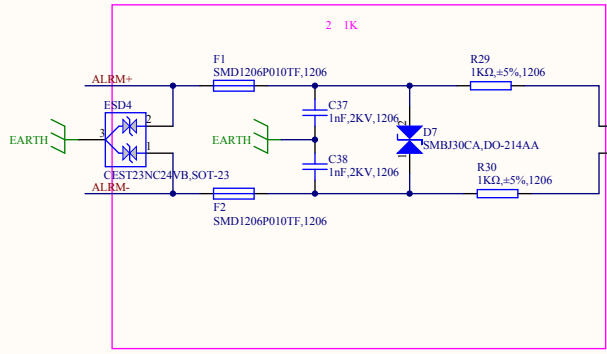 2 1K
F1
SMD1206P010TF,1206
R29
1KΩ,±5%,1206
ALRM+
ESD4
2
3
1
EARTH
CEST23NC24VB,SOT-23
ALRM-
C37
1nF,2KV,1206
EARTH
C38
1nF,2KV,1206
2
D7
SMBJ30CA,DO-214AA
1
R30
1KΩ,±5%,1206
F2
SMD1206P010TF,1206